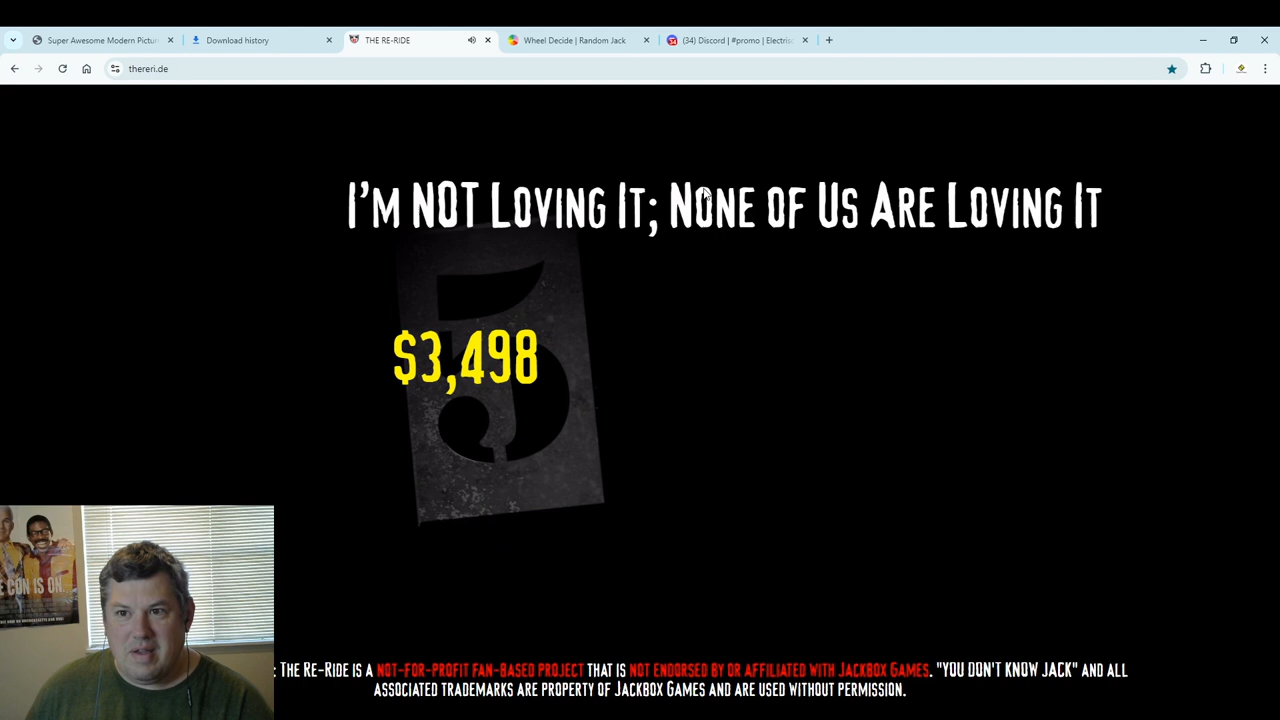 Super Awesome Modern Pictur
Download history
THE RE-RIDE
Wheel Decide | Random Jack
(34) Discord | #promo | Electris
thereri.de
I'm NOT Loving It; None of Us Are Loving It
5
$3,498
E CON IS ON.
: The Re-Ride is a not-for-profit fan-based project that is not endorsed by or affiliated with Jackbox Games. "YOU DON'T KNOW JACK" and all
associated trademarks are property of Jackbox Games and are used without permission.